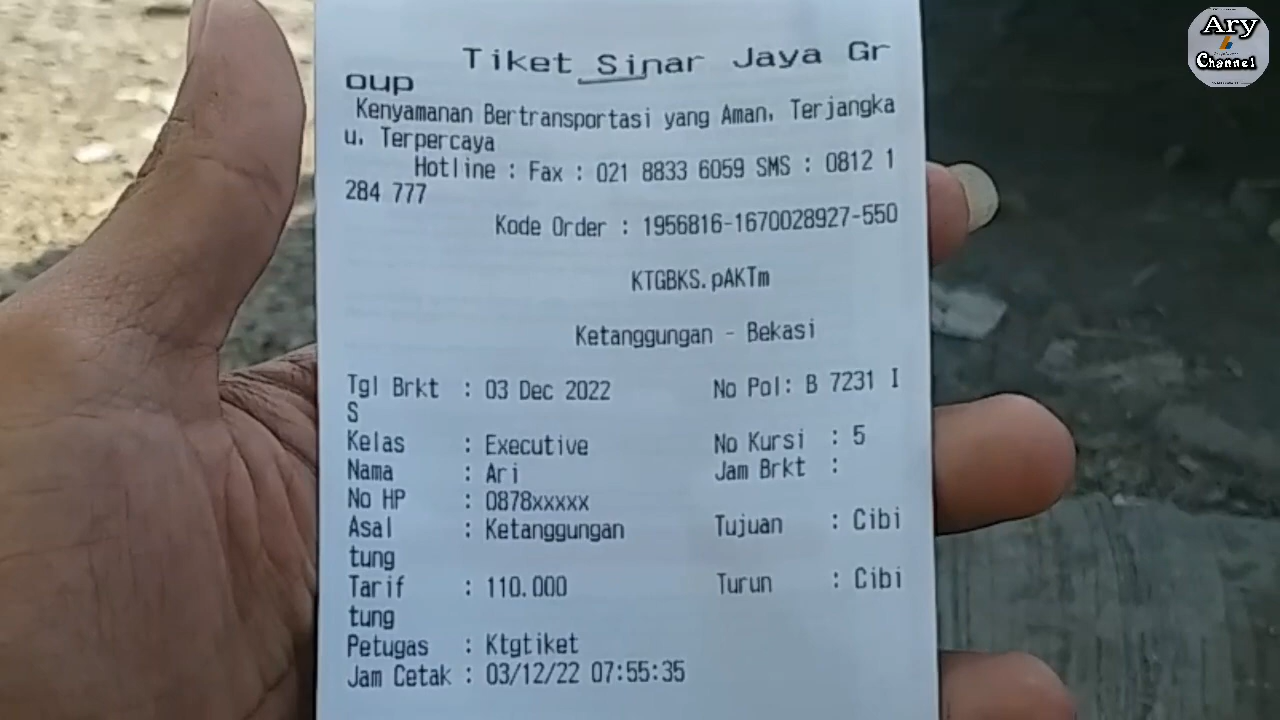 Ary
Channel
Tiket Sinar Jaya Gr
oup
Kenyamanan Bertransportasi yang Aman, Terjangka
u, Terpercaya
Hotline : Fax : 021 8833 6059 SMS : 0812 1
284 777
Kode Order : 1956816-1670028927-550
KTGBKS.pAKTm
Ketanggungan - Bekasi
Tgl Brkt : 03 Dec 2022 No Pol: B 7231 I
S
Kelas : Executive No Kursi : 5
Nama : Ari Jam Brkt :
No HP : 0878xxxxx
Asal : Ketanggungan Tujuan : Cibi
tung
Tarif : 110.000 Turun : Cibi
tung
Petugas : Ktgtiket
Jam Cetak : 03/12/22 07:55:35